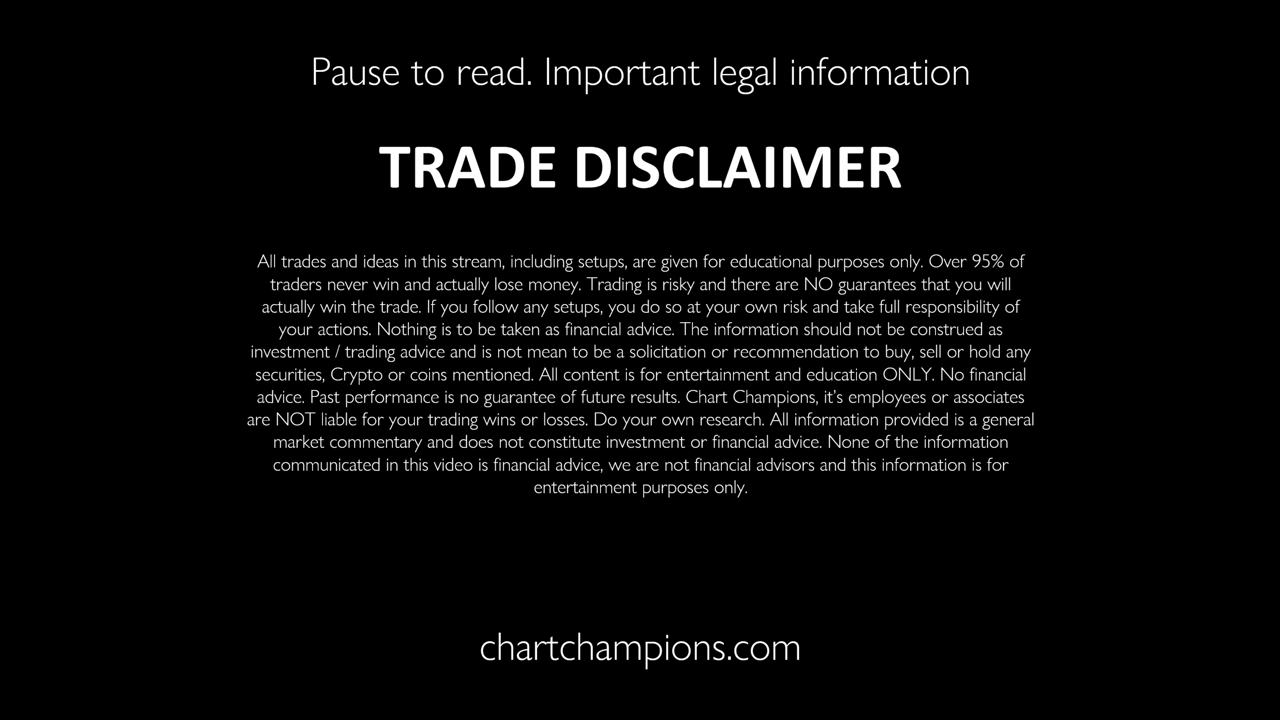 Pause to read. Important legal information
TRADE DISCLAIMER
All trades and ideas in this stream, including setups, are given for educational purposes only. Over 95% of
traders never win and actually lose money. Trading is risky and there are NO guarantees that you will
actually win the trade. If you follow any setups, you do so at your own risk and take full responsibility of
your actions. Nothing is to be taken as financial advice. The information should not be construed as
investment / trading advice and is not mean to be a solicitation or recommendation to buy, sell or hold any
securities, Crypto or coins mentioned. All content is for entertainment and education ONLY. No financial
advice. Past performance is no guarantee of future results. Chart Champions, it's employees or associates
are NOT liable for your trading wins or losses. Do your own research. All information provided is a general
market commentary and does not constitute investment or financial advice. None of the information
communicated in this video is financial advice, we are not financial advisors and this information is for
entertainment purposes only.
chartchampions.com